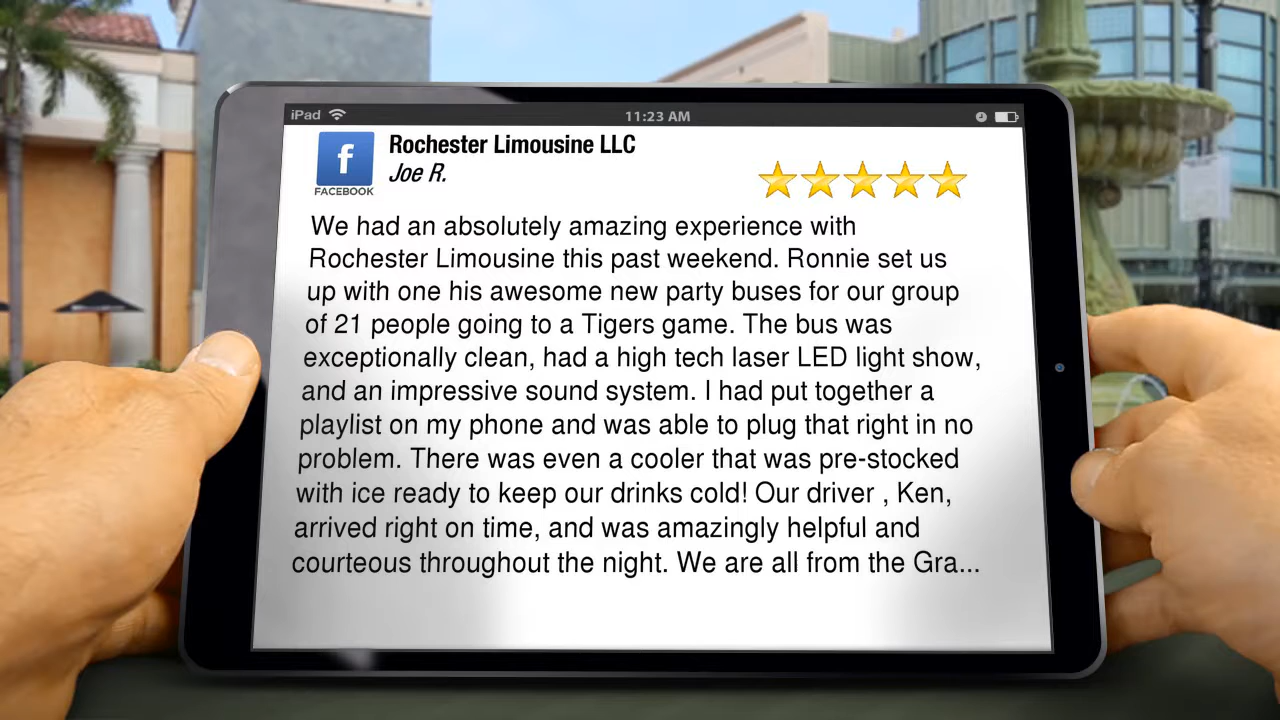 iPad
11:23 AM
f
FACEBOOK
Rochester Limousine LLC
Joe R.
We had an absolutely amazing experience with
Rochester Limousine this past weekend. Ronnie set us
up with one his awesome new party buses for our group
of 21 people going to a Tigers game. The bus was
exceptionally clean, had a high tech laser LED light show,
and an impressive sound system. I had put together a
playlist on my phone and was able to plug that right in no
problem. There was even a cooler that was pre-stocked
with ice ready to keep our drinks cold! Our driver , Ken,
arrived right on time, and was amazingly helpful and
courteous throughout the night. We are all from the Gra...